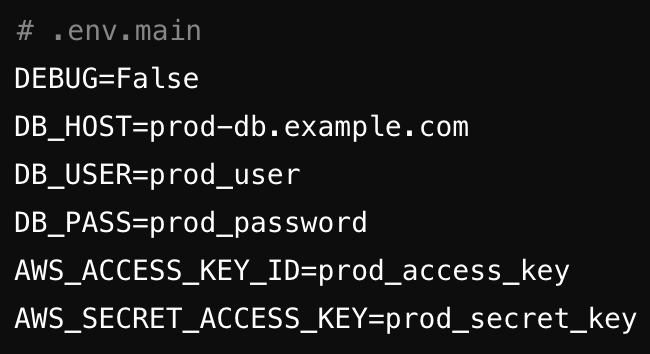 # .env.main
DEBUG=False
DB_HOST=prod-db.example.com
DB_USER=prod_user
DB_PASS=prod_password
AWS_ACCESS_KEY_ID=prod_access_key
AWS_SECRET_ACCESS_KEY=prod_secret_key